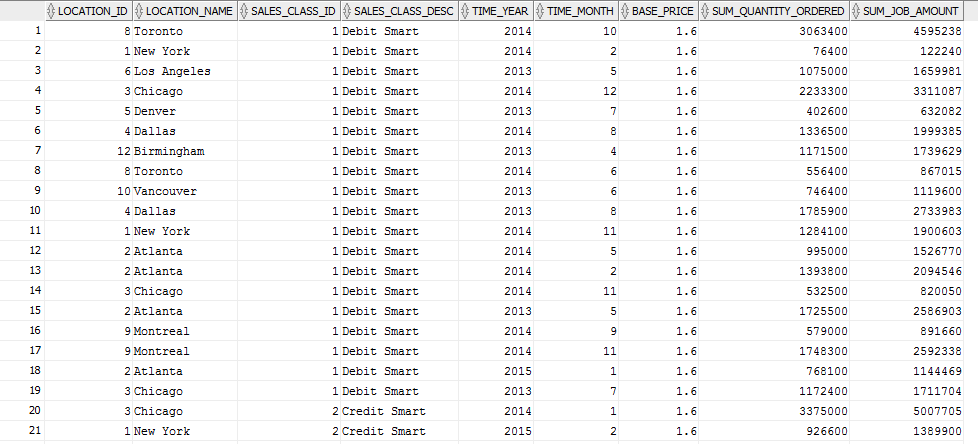 LOCATION_ID LOCATION_NAME SALES_CLASS_ID SALES_CLASS_DESC TIME_YEAR TIME_MONTH BASE_PRICE SUM_QUANTITY_ORDERED SUM_JOB_AMOUNT
1 8 Toronto 1 Debit Smart 2014 10 1.6 3063400 4595238
2 1 New York 1 Debit Smart 2014 2 1.6 76400 122240
3 6 Los Angeles 1 Debit Smart 2013 5 1.6 1075000 1659981
4 3 Chicago 1 Debit Smart 2014 12 1.6 2233300 3311087
5 5 Denver 1 Debit Smart 2013 7 1.6 402600 632082
6 4 Dallas 1 Debit Smart 2014 8 1.6 1336500 1999385
7 12 Birmingham 1 Debit Smart 2013 4 1.6 1171500 1739629
8 8 Toronto 1 Debit Smart 2014 6 1.6 556400 867015
9 10 Vancouver 1 Debit Smart 2013 6 1.6 746400 1119600
10 4 Dallas 1 Debit Smart 2013 8 1.6 1785900 2733983
11 1 New York 1 Debit Smart 2014 11 1.6 1284100 1900603
12 2 Atlanta 1 Debit Smart 2014 5 1.6 995000 1526770
13 2 Atlanta 1 Debit Smart 2014 2 1.6 1393800 2094546
14 3 Chicago 1 Debit Smart 2014 11 1.6 532500 820050
15 2 Atlanta 1 Debit Smart 2013 5 1.6 1725500 2586903
16 9 Montreal 1 Debit Smart 2014 9 1.6 579000 891660
17 9 Montreal 1 Debit Smart 2014 11 1.6 1748300 2592338
18 2 Atlanta 1 Debit Smart 2015 1 1.6 768100 1144469
19 3 Chicago 1 Debit Smart 2013 7 1.6 1172400 1711704
20 3 Chicago 2 Credit Smart 2014 1 1.6 3375000 5007705
21 1 New York 2 Credit Smart 2015 2 1.6 926600 1389900